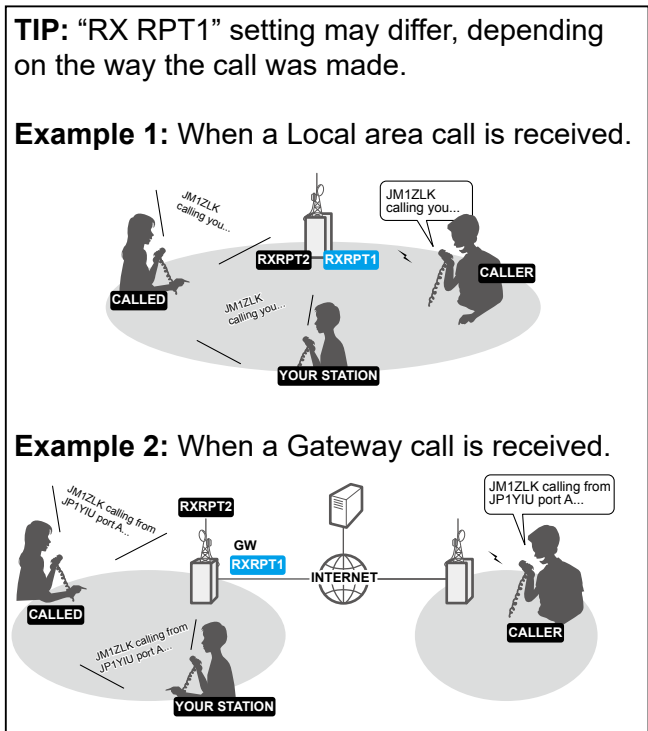 TIP: “RX RPT1” setting may differ, depending
on the way the call was made.
Example 1: When a Local area call is received.
JM1ZLK
calling you...
JM1ZLK
calling you...
RXRPT2
RXRPT1
CALLER
CALLED
JM1ZLK
calling you...
YOUR STATION
Example 2: When a Gateway call is received.
JM1ZLK calling from
JP1YIU port A...
RXRPT2
JM1ZLK calling from
JP1YIU port A...
GW
RXRPT1
INTERNET
CALLED
CALLER
JM1ZLK calling from
JP1YIU port A...
YOUR STATION